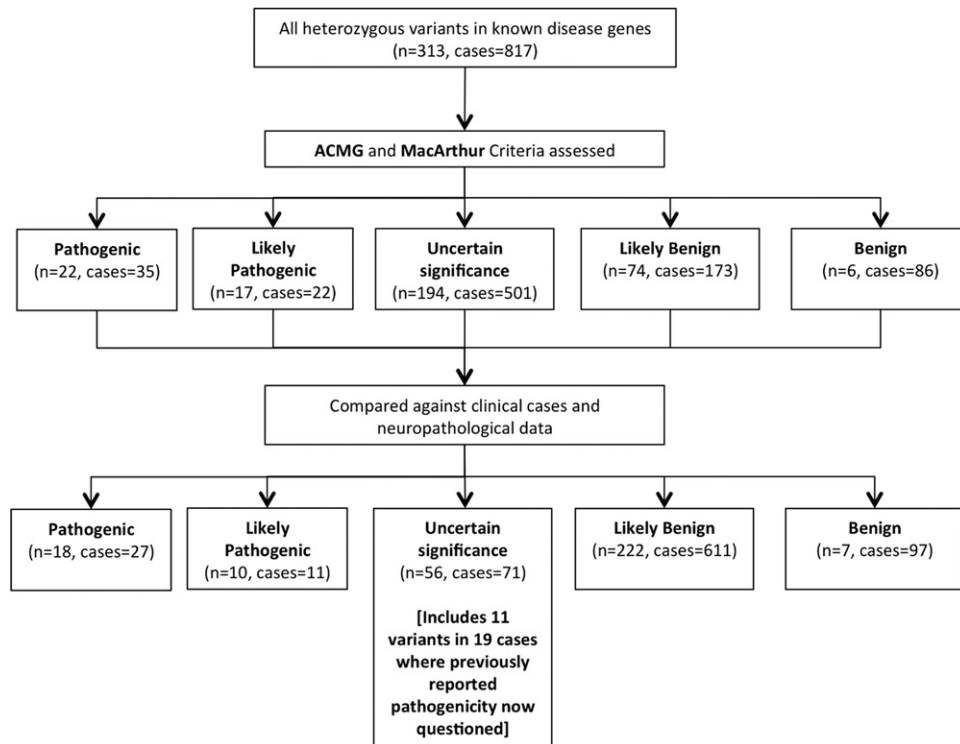 All heterozygous variants in known disease genes
(n=313, cases=817)
ACMG and MacArthur Criteria assessed
Pathogenic
(n=22, cases=35)
Likely
Pathogenic
(n=17, cases=22)
Uncertain
significance
(n=194, cases=501)
Likely Benign
(n=74, cases=173)
Benign
(n=6, cases=86)
Compared against clinical cases and
neuropathological data
Pathogenic
(n=18, cases=27)
Likely
Pathogenic
(n=10, cases=11)
Uncertain
significance
(n=56, cases=71)
[Includes 11
variants in 19 cases
where previously
reported
pathogenicity now
questioned]
Likely Benign
(n=222, cases=611)
Benign
(n=7, cases=97)